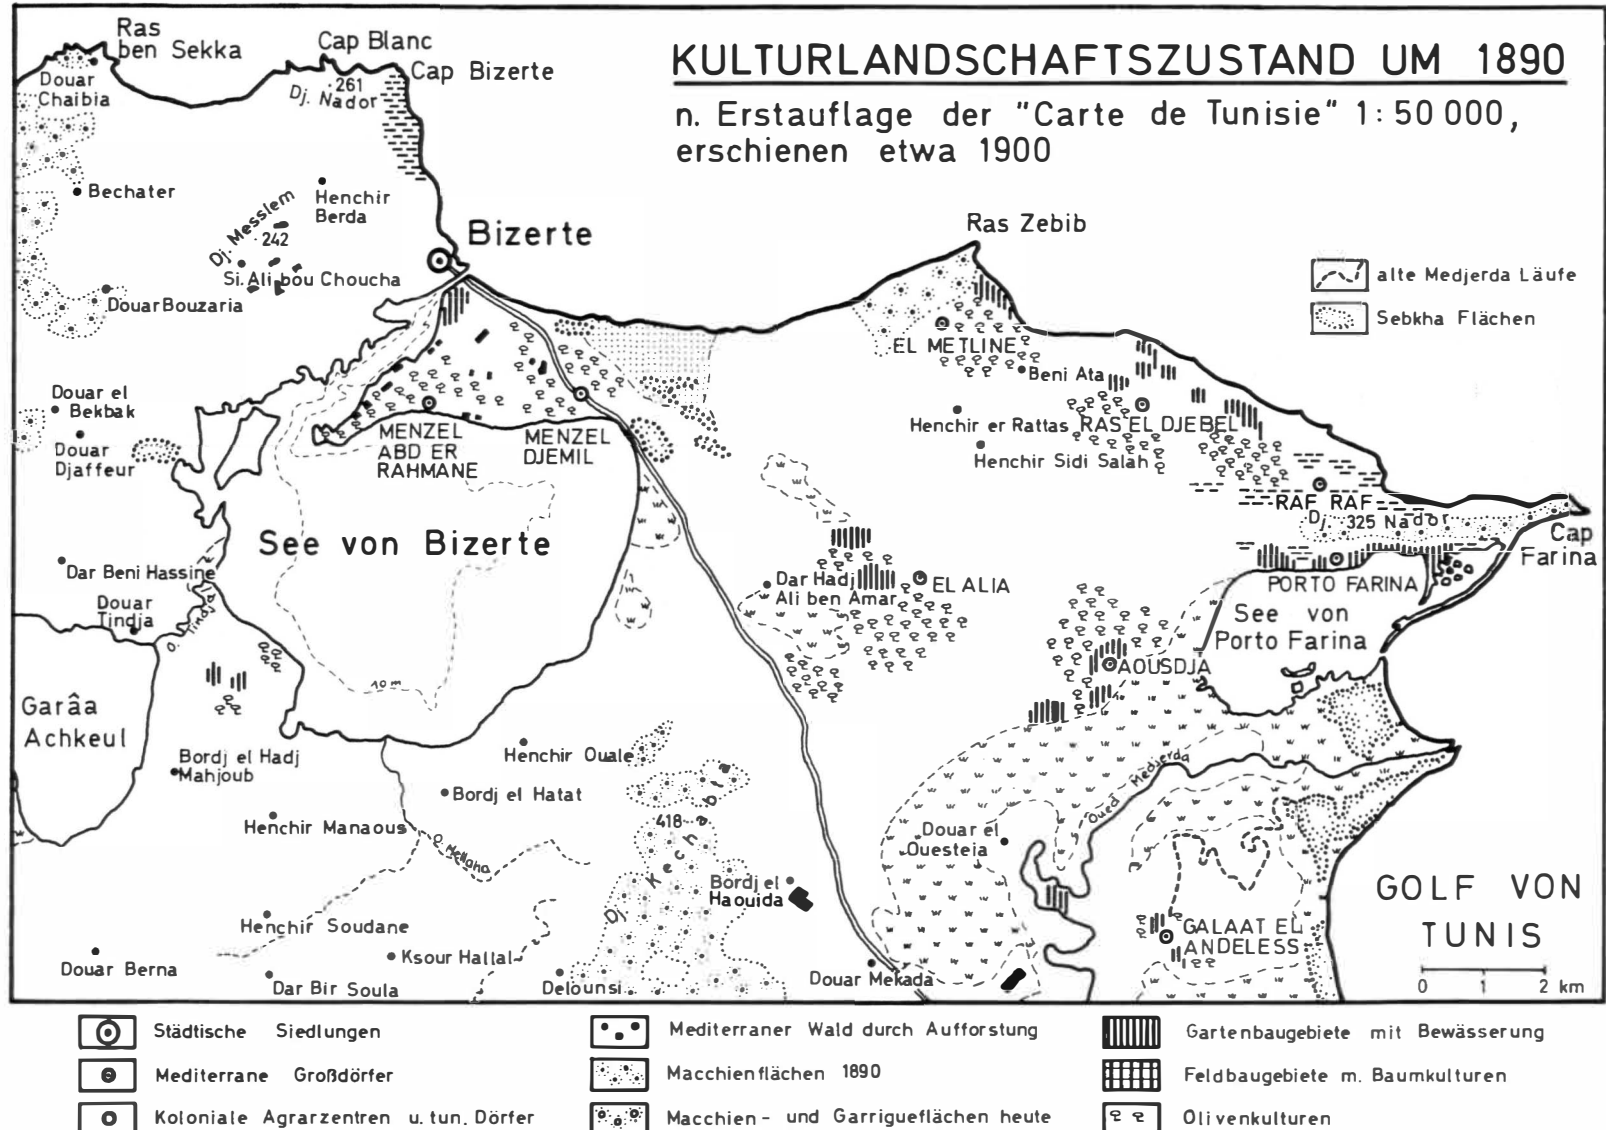 KULTURLANDSCHAFTSZUSTAND UM 1890
n. Erstauflage der "Carte de Tunisie" 1:50 000,
erschienen etwa 1900
Ras
ben Sekka
Cap Blanc
Cap Bizerte
Douar
Chaibia
261
Dj. Nador
Bechater
Henchir
Berda
Dj. Messlem
242
Bizerte
Si. Ali bou Choucha
Douar Bouzaria
Ras Zebib
alte Medjerda Läufe
Sebkha Flächen
EL METLINE
Beni Ata
Douar el
Bekbak
Douar
Djaffeur
MENZEL
ABD ER
RAHMANE
MENZEL
DJEMIL
Henchir er Rattas
RAS EL DJEBEL
Henchir Sidi Salah
RAF RAF
Dj. 325 Nador
Cap
Farina
See von Bizerte
Dar Beni Hassine
Douar
Tindja
O. Tindja
Dar Hadj
Ali ben Amar
EL ALIA
PORTO FARINA
See von
Porto Farina
AOUSDJA
10 m
Garâa
Achkeul
Bordj el Hadj
Mahjoub
Henchir Ouale
Bordj el Hatat
Henchir Manaous
O. Mellaha
418
Dj. Kechabta
Oued Medjerda
Douar el
Ouesteia
Bordj el
Haouida
GOLF VON
TUNIS
Henchir Soudane
GALAAT EL
ANDELESS
Douar Berna
Ksour Hallal
Dar Bir Soula
Delounsi
Douar Mekada
0 1 2 km
Städtische Siedlungen
Mediterrane Großdörfer
Koloniale Agrarzentren u. tun. Dörfer
Mediterraner Wald durch Aufforstung
Macchienflächen 1890
Macchien- und Garrigueflächen heute
Gartenbaugebiete mit Bewässerung
Feldbaugebiete m. Baumkulturen
Olivenkulturen